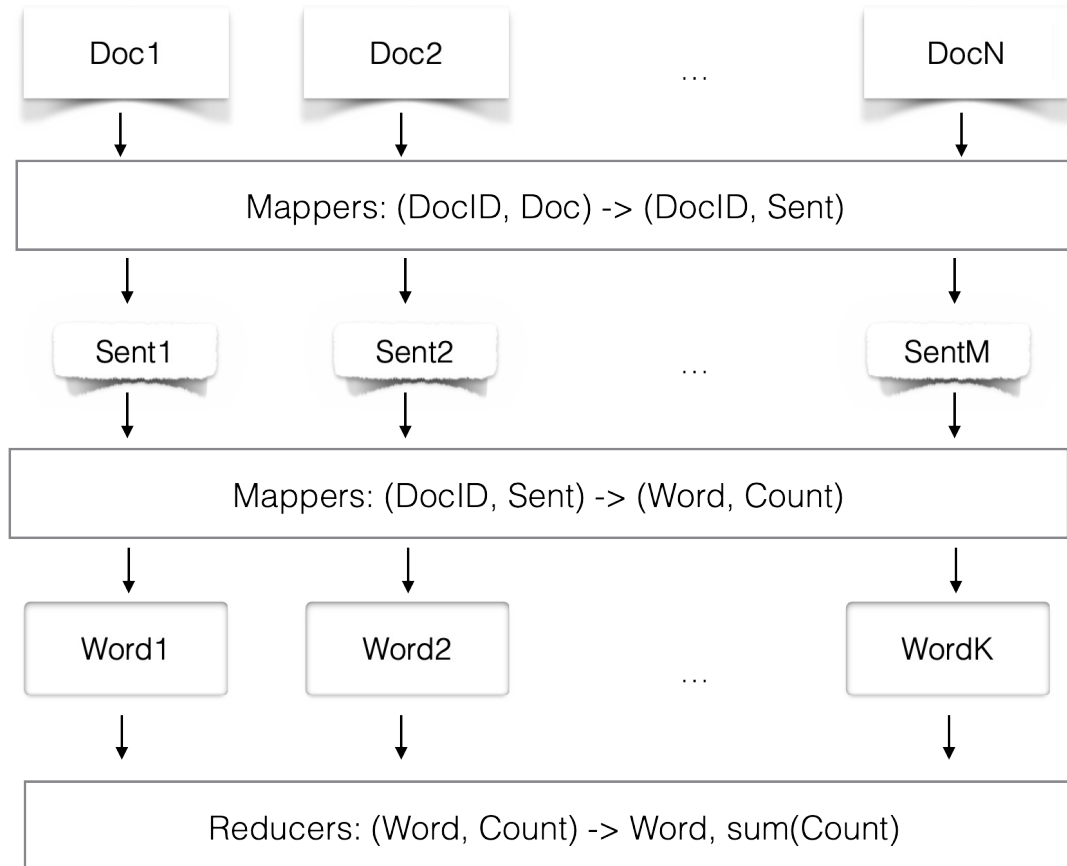 Doc1
Doc2
...
DocN
Mappers: (DocID, Doc) -> (DocID, Sent)
Sent1
Sent2
...
SentM
Mappers: (DocID, Sent) -> (Word, Count)
Word1
Word2
...
WordK
Reducers: (Word, Count) -> Word, sum(Count)